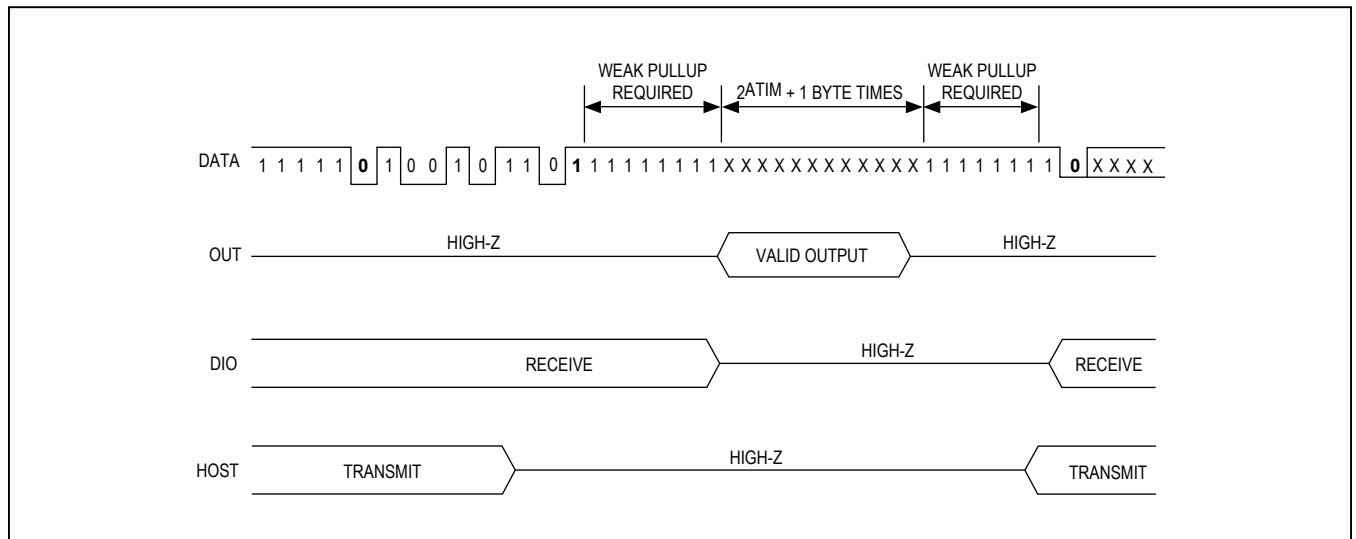 WEAK PULLUP
REQUIRED
2ATIM + 1 BYTE TIMES
WEAK PULLUP
REQUIRED
DATA 1 1 1 1 1 0 1 0 0 1 0 1 1 0 1 1 1 1 1 1 1 1 X X X X X X X X X X X X 1 1 1 1 1 1 1 1 0 X X X X
OUT HIGH-Z VALID OUTPUT HIGH-Z
DIO RECEIVE HIGH-Z RECEIVE
HOST TRANSMIT HIGH-Z TRANSMIT